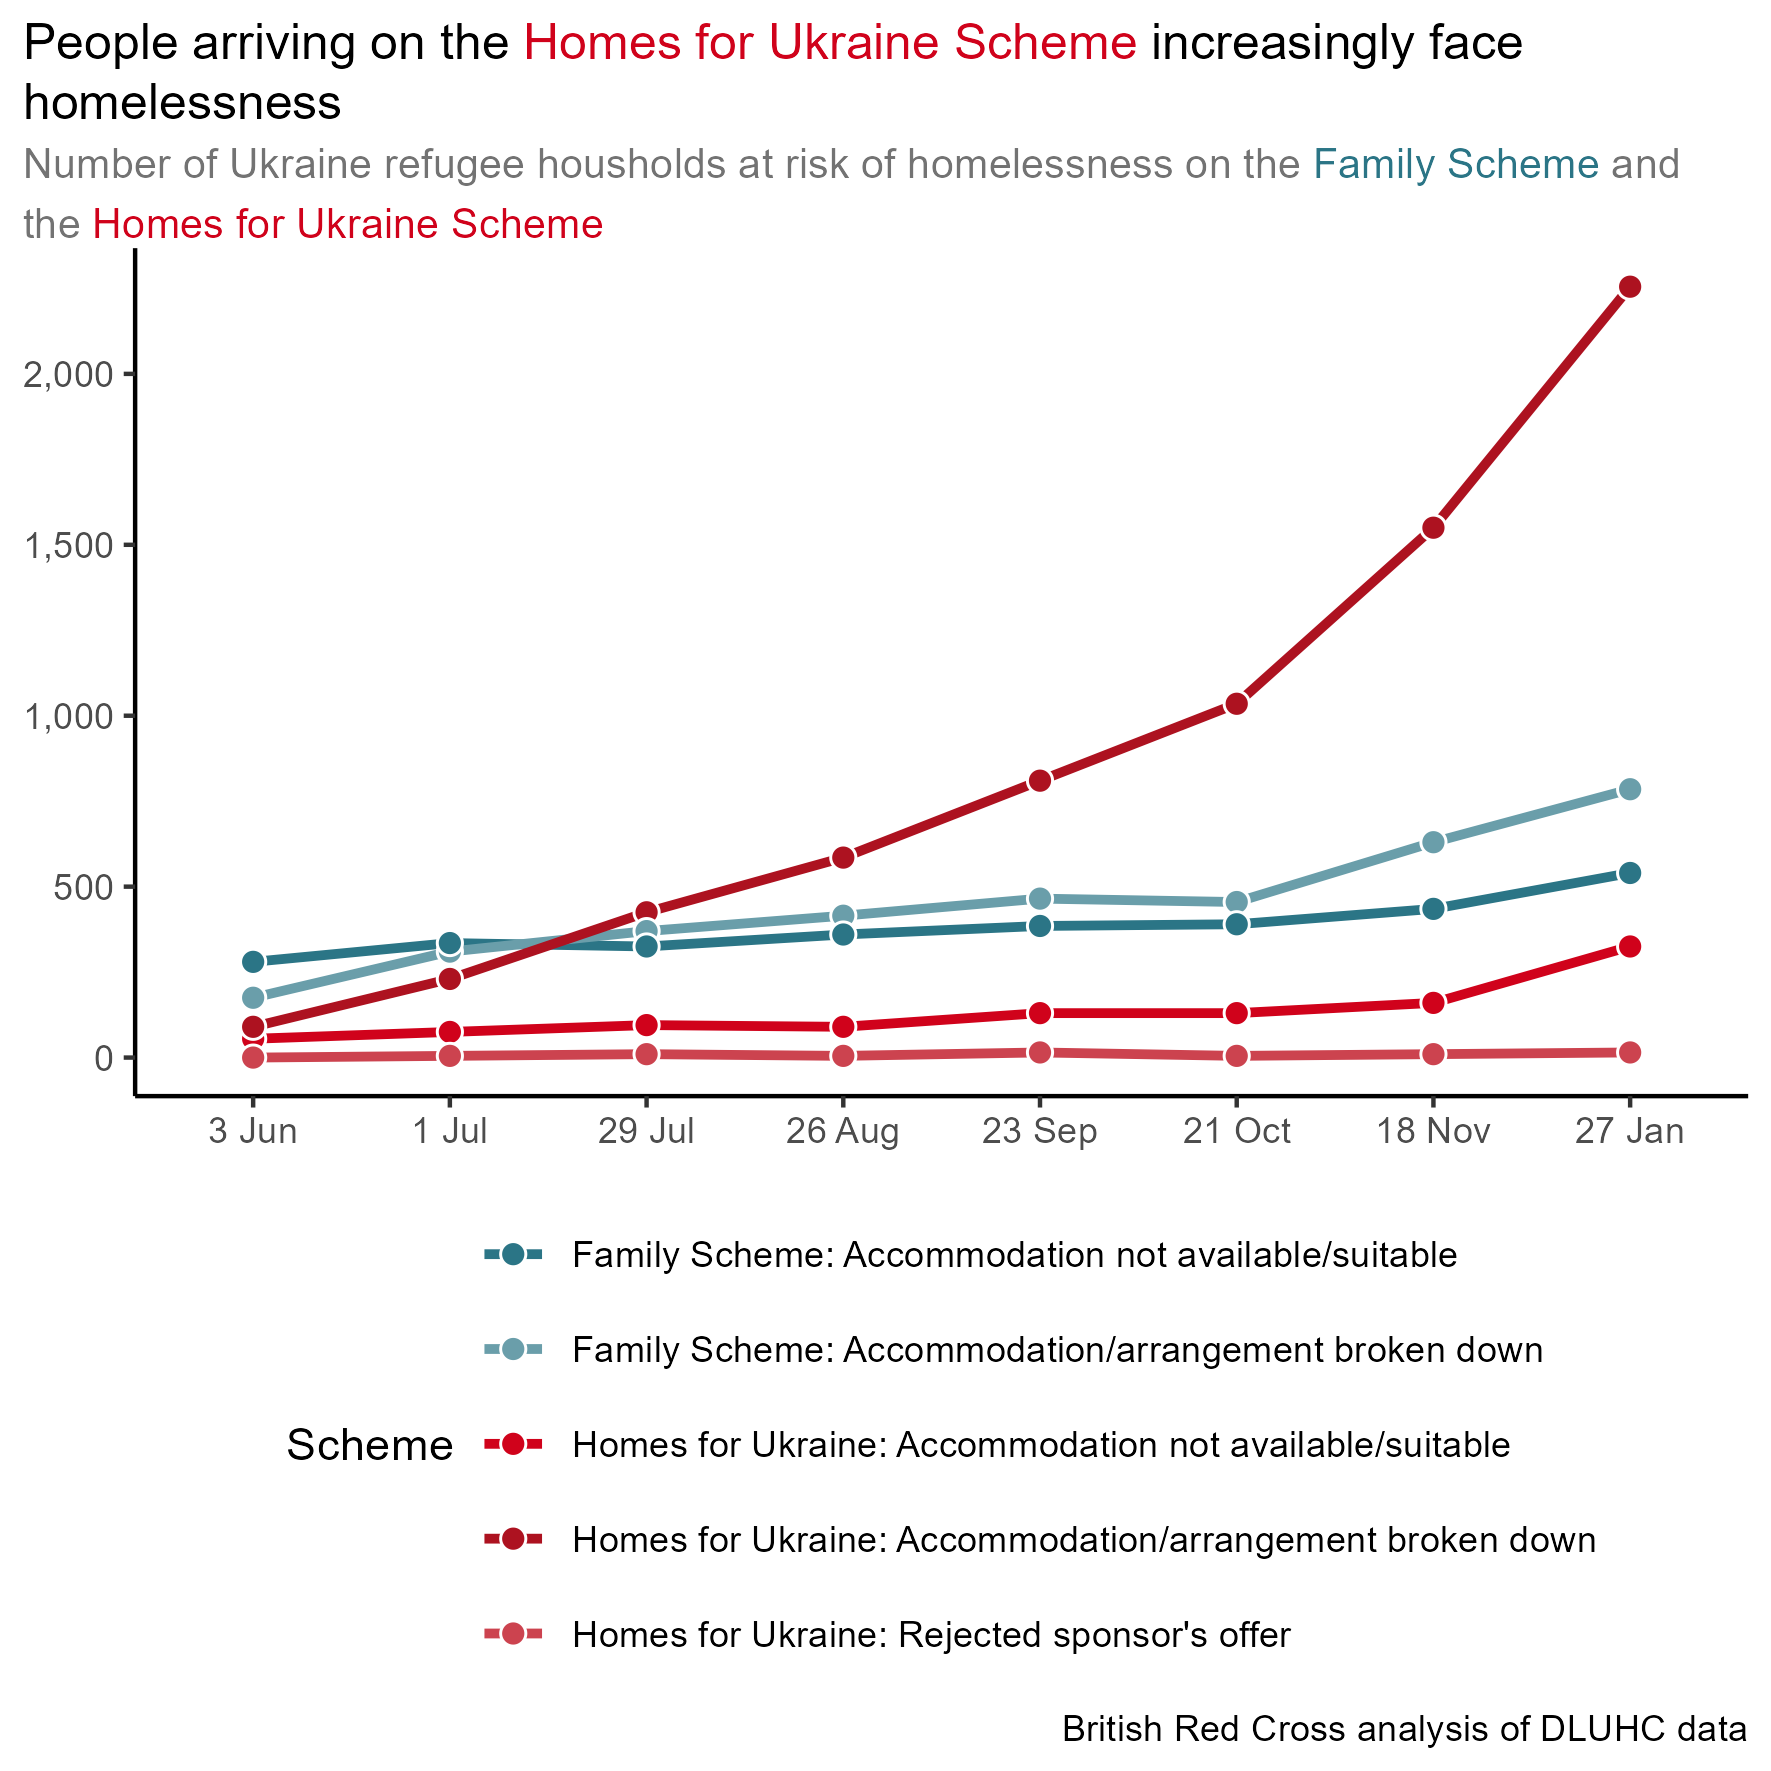 People arriving on the Homes for Ukraine Scheme increasingly face
homelessness
Number of Ukraine refugee housholds at risk of homelessness on the Family Scheme and
the Homes for Ukraine Scheme
2,000
1,500
1,000
500
0
3 Jun
1 Jul
29 Jul
26 Aug
23 Sep
21 Oct
18 Nov
27 Jan
Scheme
Family Scheme: Accommodation not available/suitable
Family Scheme: Accommodation/arrangement broken down
Homes for Ukraine: Accommodation not available/suitable
Homes for Ukraine: Accommodation/arrangement broken down
Homes for Ukraine: Rejected sponsor's offer
British Red Cross analysis of DLUHC data